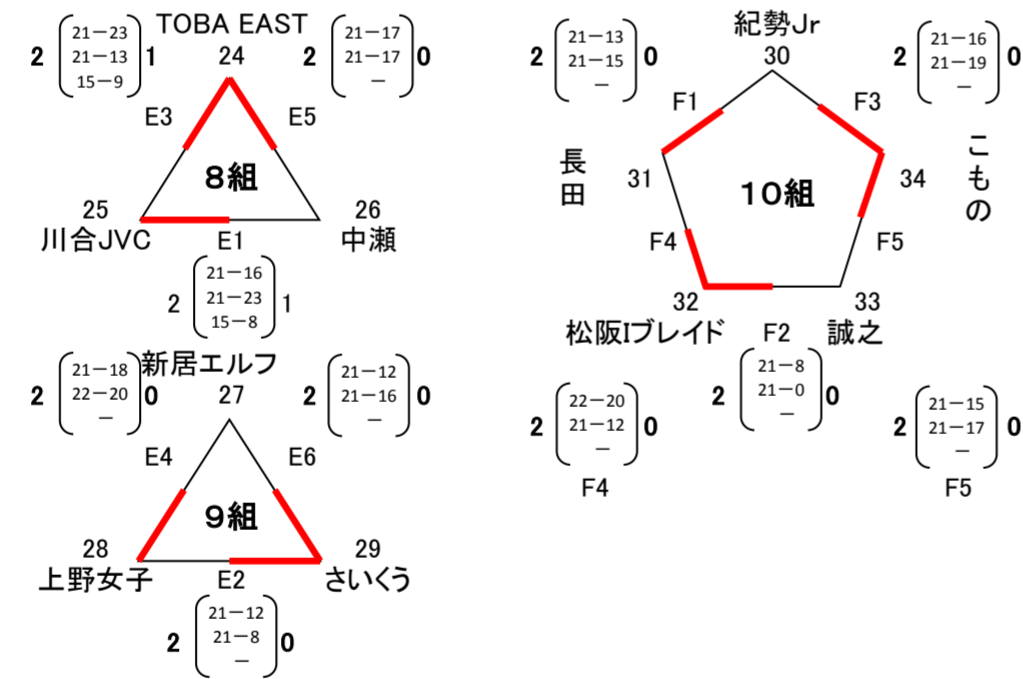 TOBA EAST
24
2
21－23
21－13
15－9
1
2
21－17
21－17
－
0
E3
E5
8組
25
川合JVC
26
中瀬
E1
2
21－16
21－23
15－8
1
新居エルフ
27
2
21－18
22－20
－
0
2
21－12
21－16
－
0
E4
E6
9組
28
上野女子
29
さいくう
E2
2
21－12
21－8
－
0
紀勢Jr
30
2
21－13
21－15
－
0
2
21－16
21－19
－
0
F1
F3
長田
31
10組
34
こもの
F4
F5
32
松阪Iブレイド
33
誠之
F2
2
21－8
21－0
－
0
2
22－20
21－12
－
0
F4
2
21－15
21－17
－
0
F5